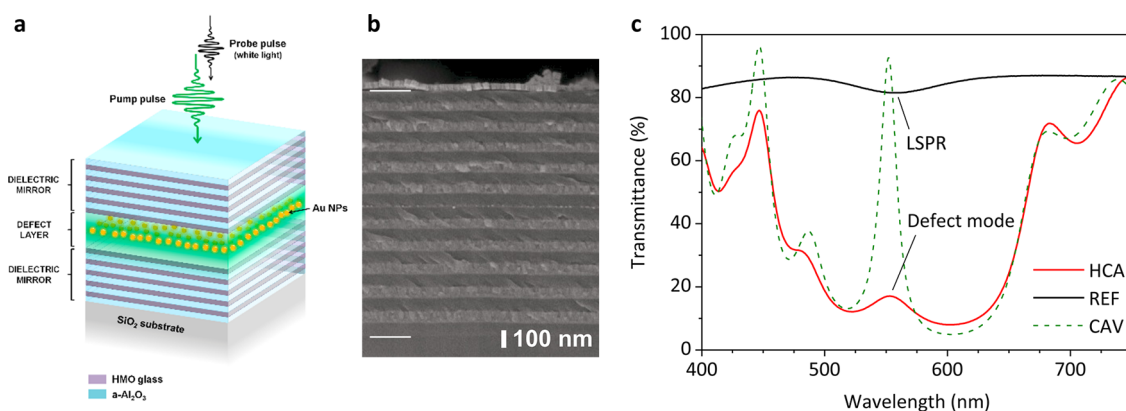 a
Probe pulse
(white light)
Pump pulse
DIELECTRIC
MIRROR
DEFECT
LAYER
DIELECTRIC
MIRROR
Au NPs
SiO₂ substrate
HMO glass
a-Al₂O₃
b
100 nm
c
Transmittance (%)
100
80
60
40
20
0
LSPR
Defect mode
HCA
REF
CAV
400
500
600
700
Wavelength (nm)